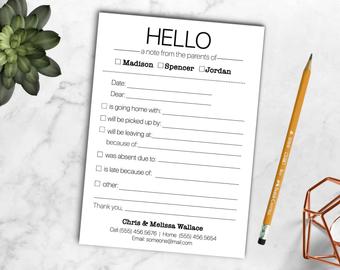 HELLO
a note from the parents of
Madison Spencer Jordan
Date:
Dear:
is going home with:
will be picked up by:
will be leaving at:
because of:
was absent due to:
is late because of:
other:
Thank you,
Chris & Melissa Wallace
Cell (555) 456.5676 | Home (555) 456.5654
Email: someone@mail.com